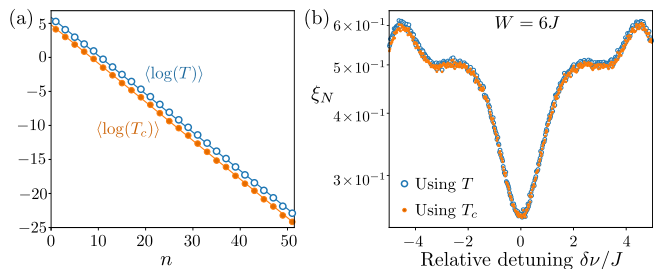 (a)
5
0
−5
−10
−15
−20
−25
0
10
20
30
40
50
n
⟨log(T)⟩
⟨log(T_c)⟩
(b)
W = 6J
6 × 10⁻¹
5 × 10⁻¹
4 × 10⁻¹
3 × 10⁻¹
ξ_N
Using T
Using T_c
−4
−2
0
2
4
Relative detuning δν/J